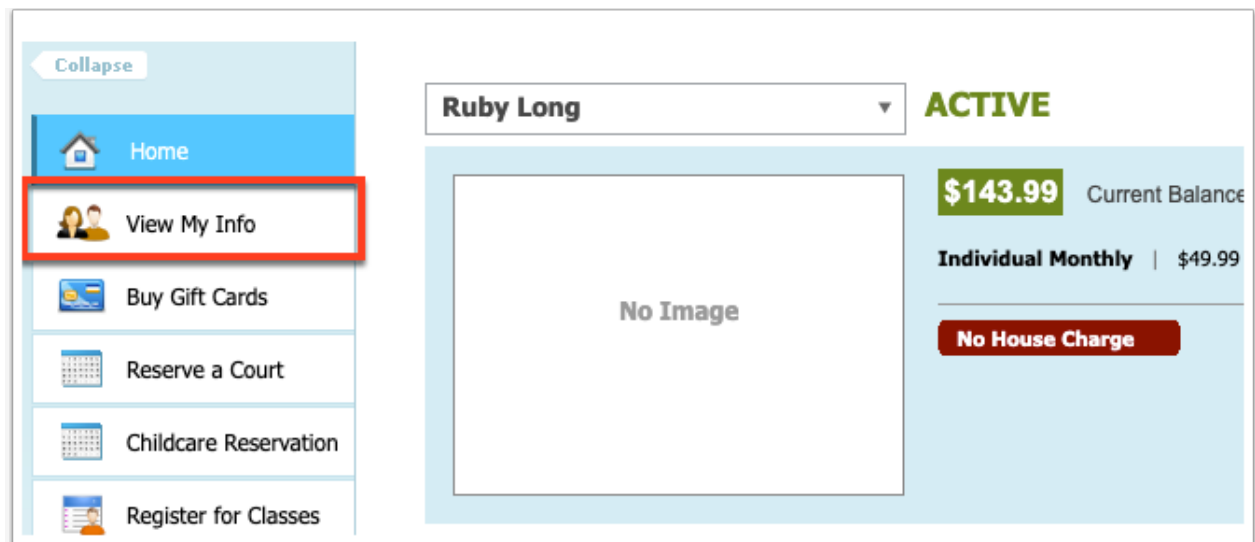 Collapse
Home
View My Info
Buy Gift Cards
Reserve a Court
Childcare Reservation
Register for Classes
Ruby Long
ACTIVE
No Image
$143.99 Current Balance
Individual Monthly | $49.99
No House Charge